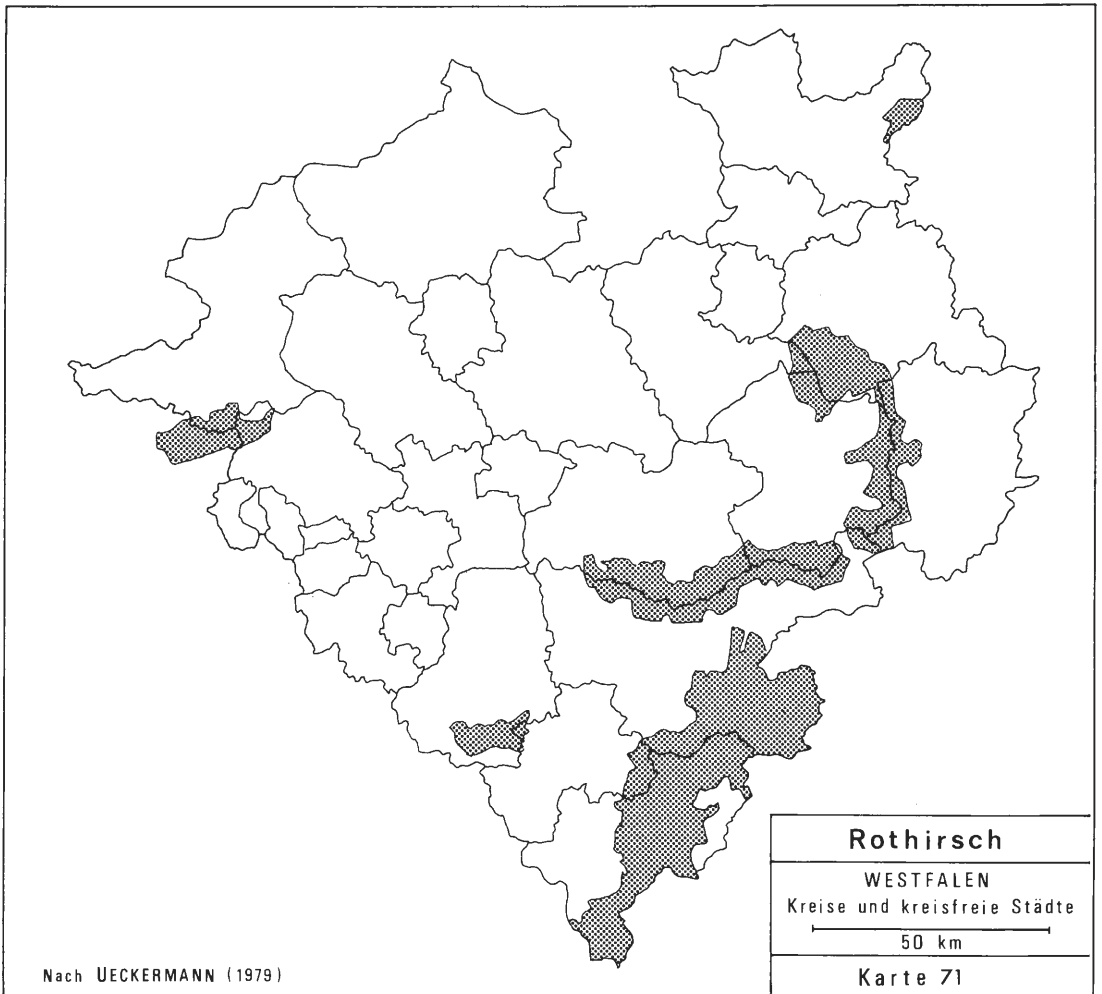 Rothirsch
WESTFALEN
Kreise und kreisfreie Städte
50 km
Karte 71
Nach UECKERMANN (1979)